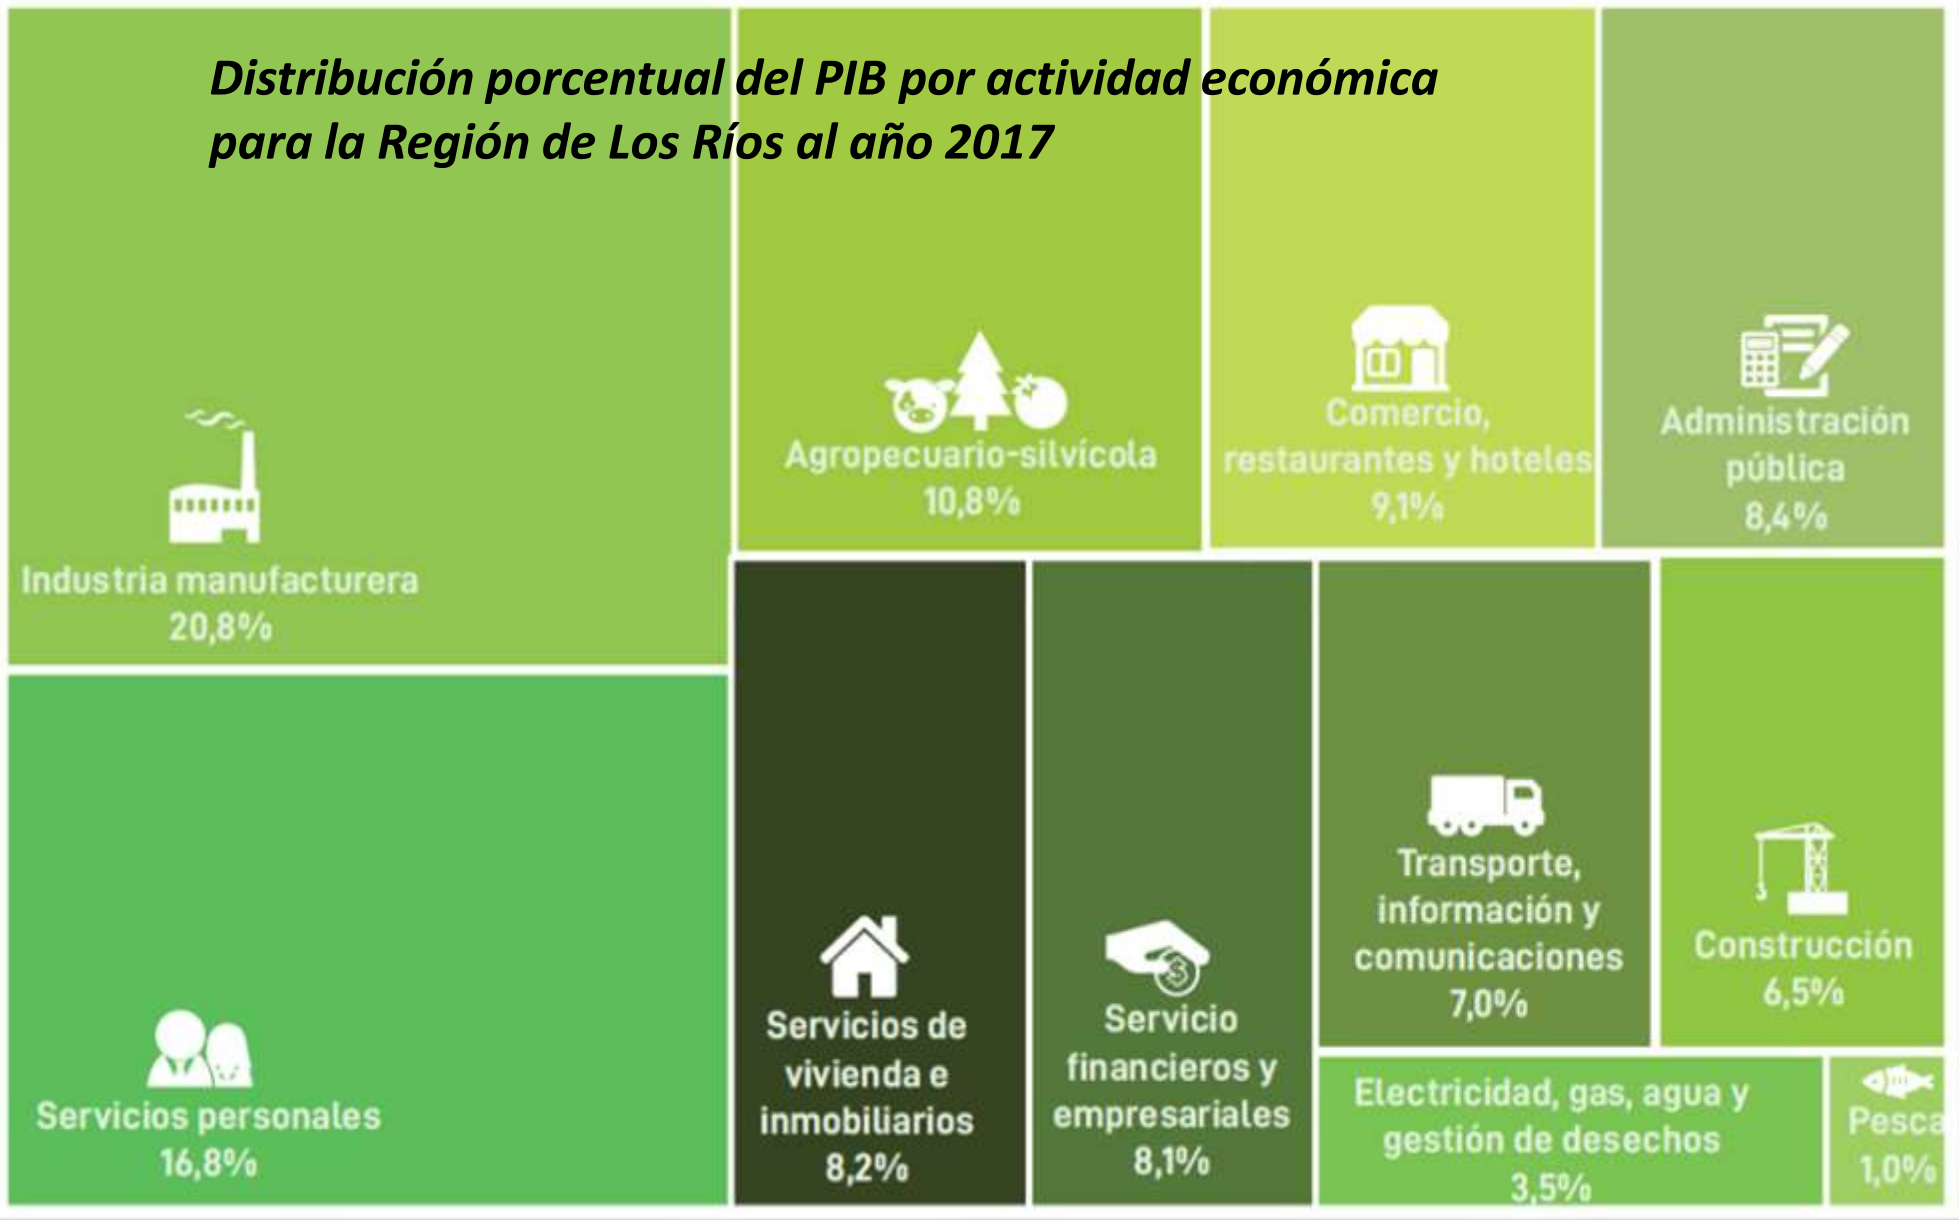 Distribución porcentual del PIB por actividad económica
para la Región de Los Ríos al año 2017
Industria manufacturera
20,8%
Agropecuario-silvícola
10,8%
Comercio,
restaurantes y hoteles
9,1%
Administración
pública
8,4%
Servicios personales
16,8%
Servicios de
vivienda e
inmobiliarios
8,2%
Servicio
financieros y
empresariales
8,1%
Transporte,
información y
comunicaciones
7,0%
Construcción
6,5%
Electricidad, gas, agua y
gestión de desechos
3,5%
Pesca
1,0%